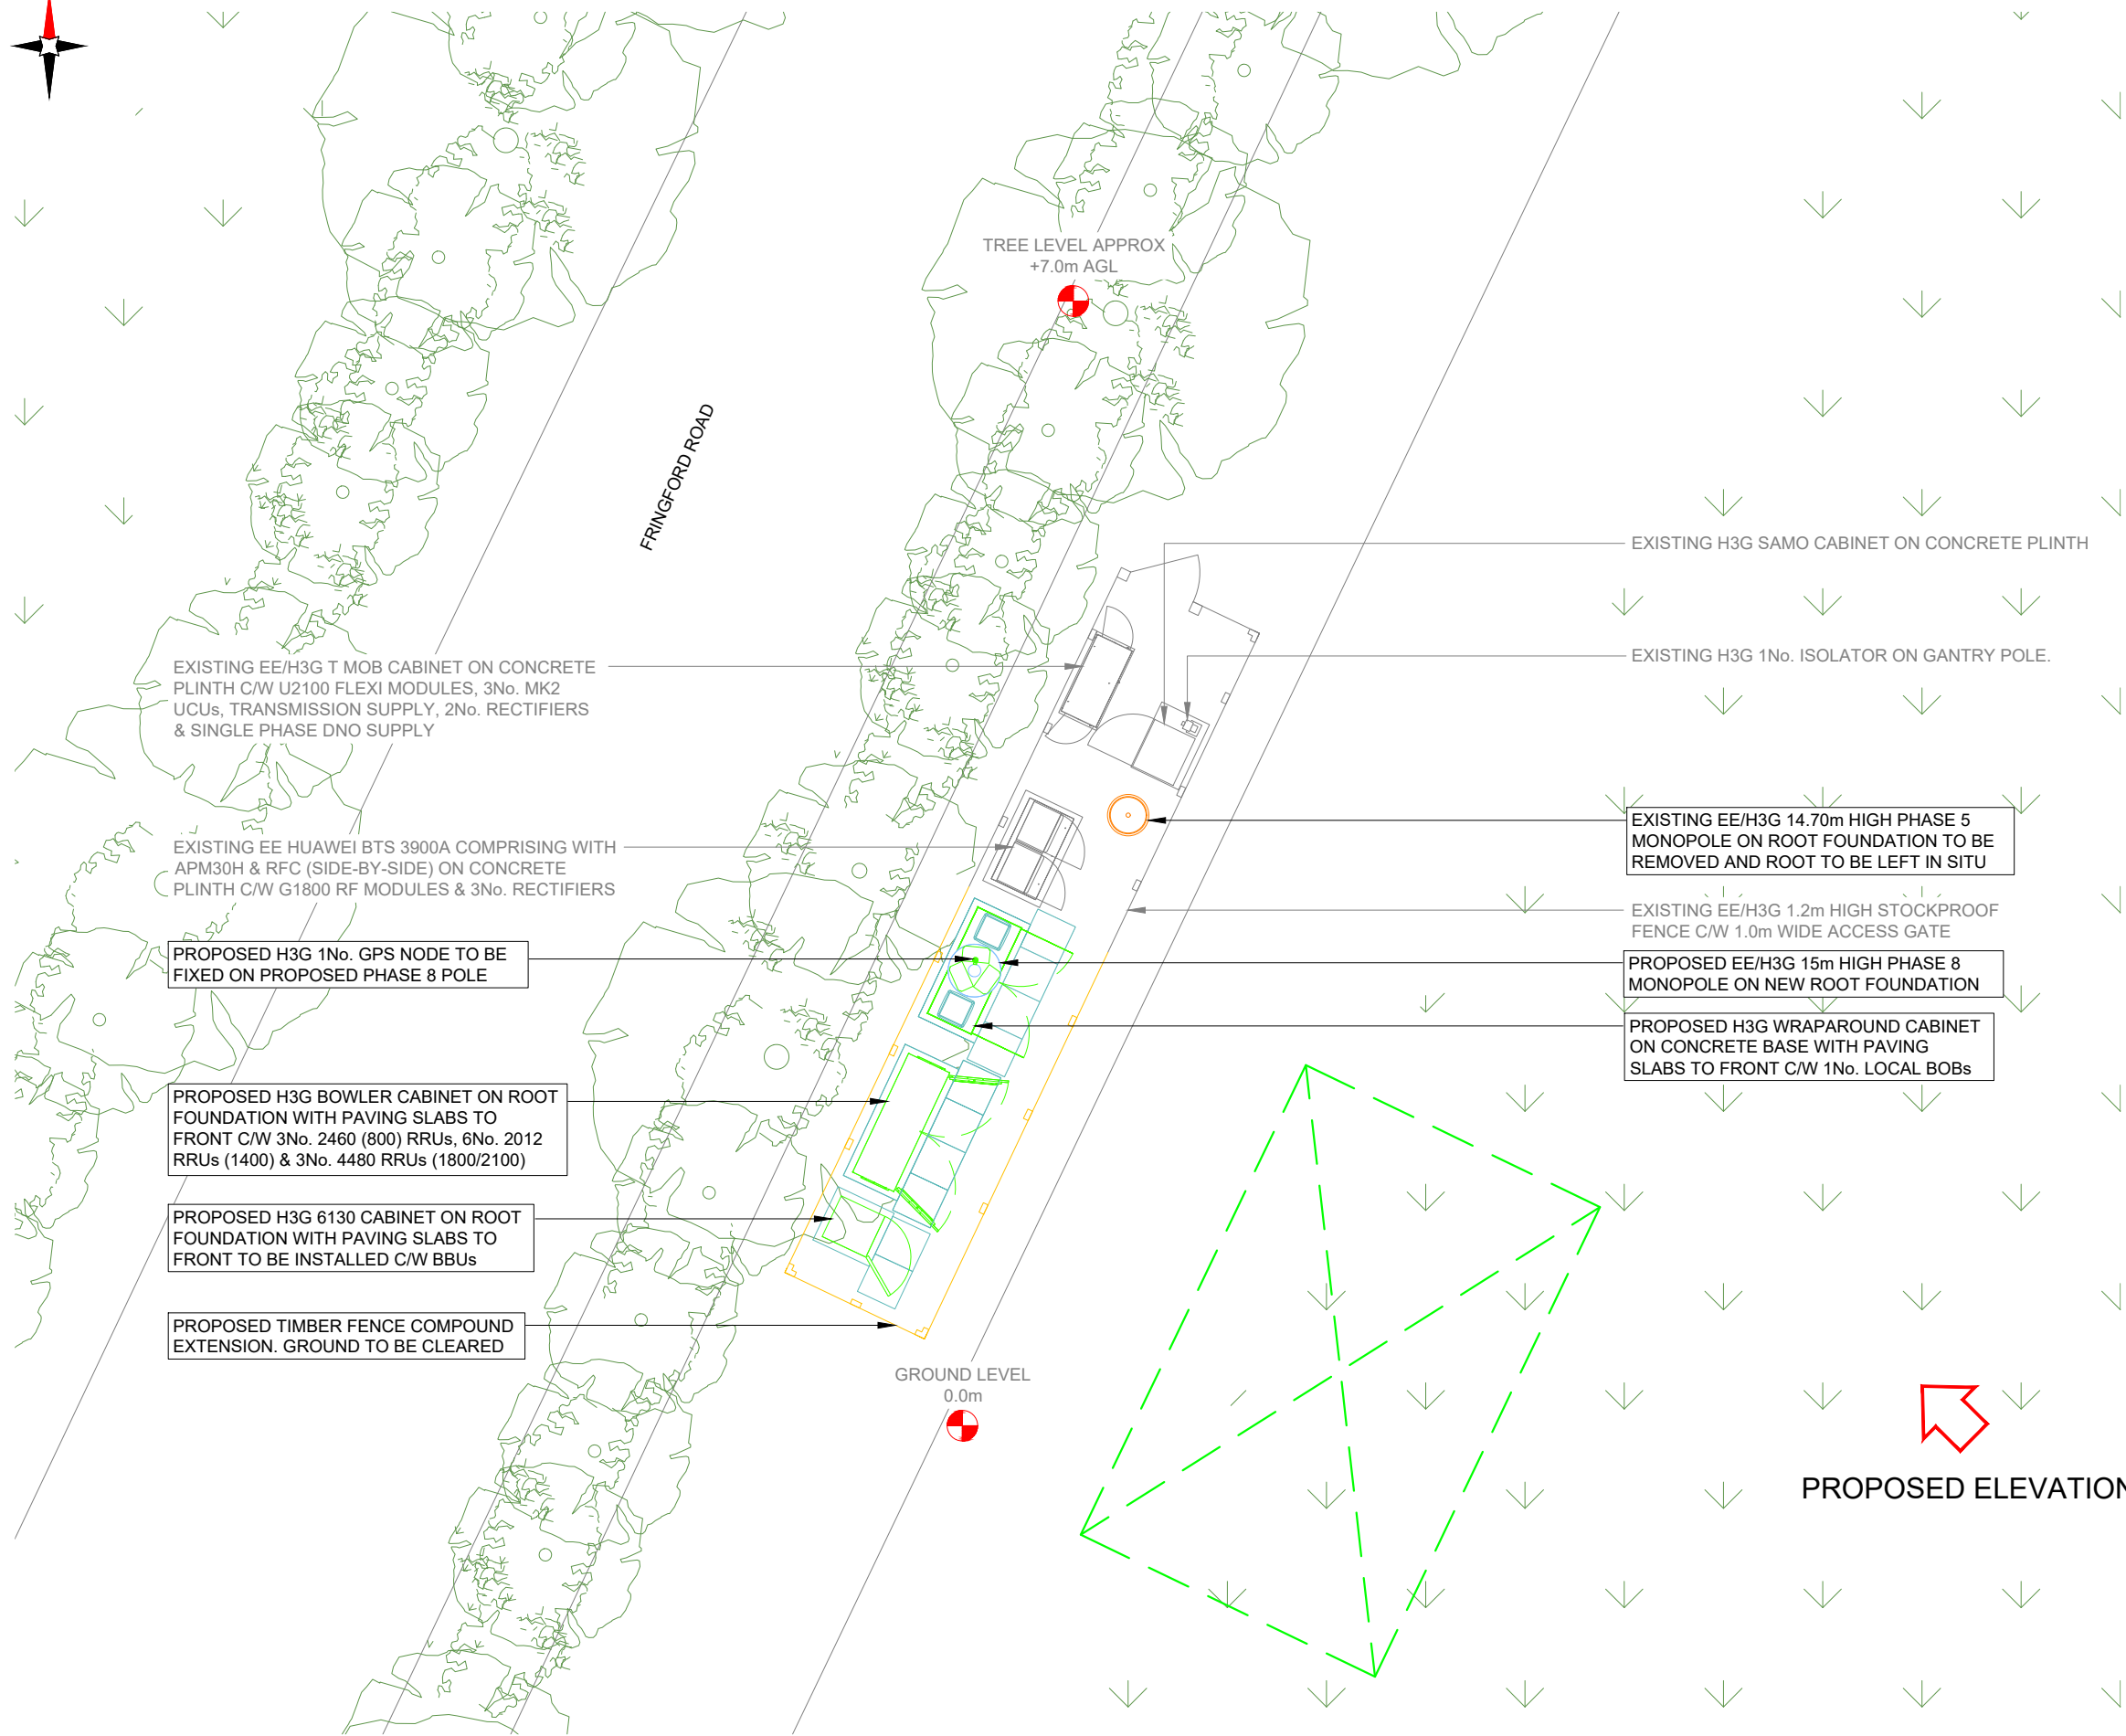 TREE LEVEL APPROX
+7.0m AGL
FRINGFORD ROAD
EXISTING H3G SAMO CABINET ON CONCRETE PLINTH
EXISTING H3G 1No. ISOLATOR ON GANTRY POLE.
EXISTING EE/H3G T MOB CABINET ON CONCRETE
PLINTH C/W U2100 FLEXI MODULES, 3No. MK2
UCUs, TRANSMISSION SUPPLY, 2No. RECTIFIERS
& SINGLE PHASE DNO SUPPLY
EXISTING EE/H3G 14.70m HIGH PHASE 5
MONOPOLE ON ROOT FOUNDATION TO BE
REMOVED AND ROOT TO BE LEFT IN SITU
EXISTING EE HUAWEI BTS 3900A COMPRISING WITH
APM30H & RFC (SIDE-BY-SIDE) ON CONCRETE
PLINTH C/W G1800 RF MODULES & 3No. RECTIFIERS
EXISTING EE/H3G 1.2m HIGH STOCKPROOF
FENCE C/W 1.0m WIDE ACCESS GATE
PROPOSED H3G 1No. GPS NODE TO BE
FIXED ON PROPOSED PHASE 8 POLE
PROPOSED EE/H3G 15m HIGH PHASE 8
MONOPOLE ON NEW ROOT FOUNDATION
PROPOSED H3G WRAPAROUND CABINET
ON CONCRETE BASE WITH PAVING
SLABS TO FRONT C/W 1No. LOCAL BOBs
PROPOSED H3G BOWLER CABINET ON ROOT
FOUNDATION WITH PAVING SLABS TO
FRONT C/W 3No. 2460 (800) RRUs, 6No. 2012
RRUs (1400) & 3No. 4480 RRUs (1800/2100)
PROPOSED H3G 6130 CABINET ON ROOT
FOUNDATION WITH PAVING SLABS TO
FRONT TO BE INSTALLED C/W BBUs
PROPOSED TIMBER FENCE COMPOUND
EXTENSION. GROUND TO BE CLEARED
GROUND LEVEL
0.0m
PROPOSED ELEVATION